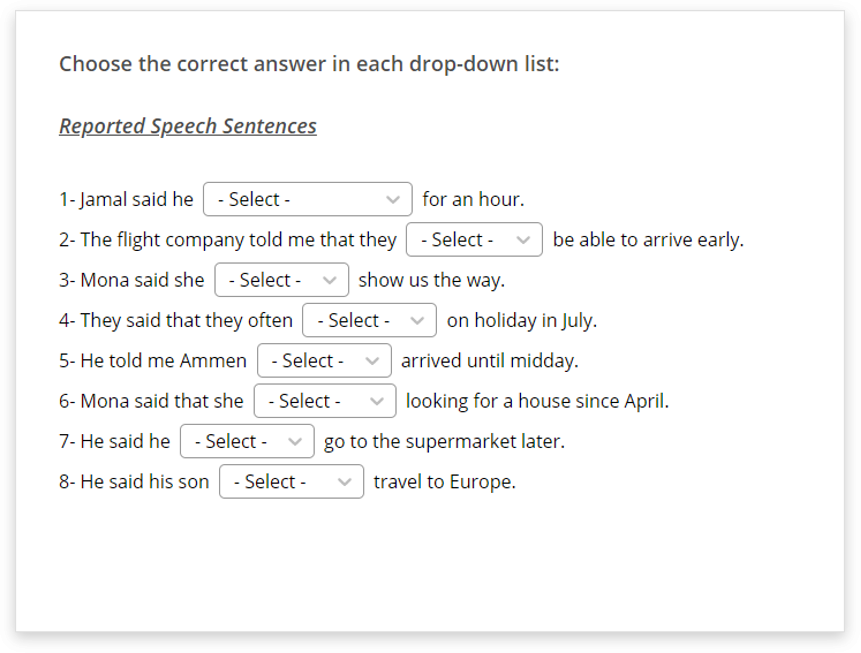 Choose the correct answer in each drop-down list:
Reported Speech Sentences
1- Jamal said he - Select - for an hour.
2- The flight company told me that they - Select - be able to arrive early.
3- Mona said she - Select - show us the way.
4- They said that they often - Select - on holiday in July.
5- He told me Ammen - Select - arrived until midday.
6- Mona said that she - Select - looking for a house since April.
7- He said he - Select - go to the supermarket later.
8- He said his son - Select - travel to Europe.